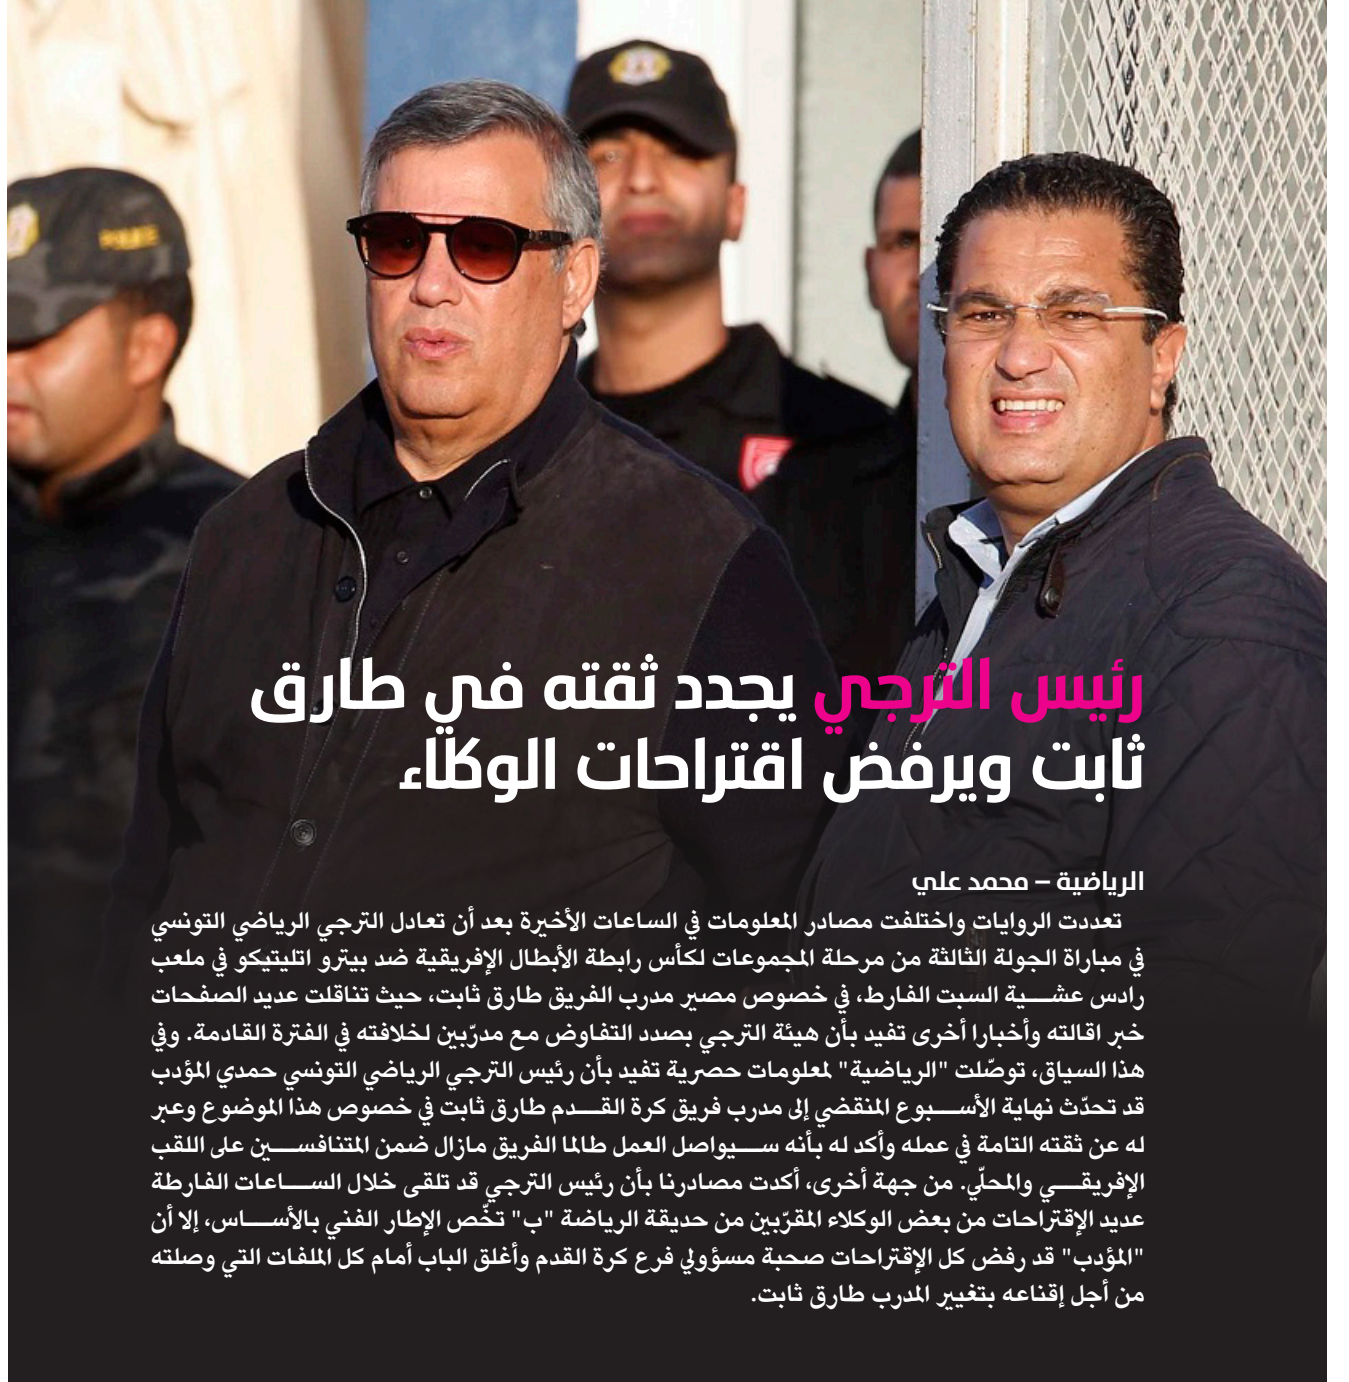 POLICE
رئيس الترجي يجدد ثقته في طارق
ثابت ويرفض اقتراحات الوكلاء
الرياضية – محمد علي
تعددت الروايات واختلفت مصادر المعلومات في الساعات الأخيرة بعد أن تعادل الترجي الرياضي التونسي
في مباراة الجولة الثالثة من مرحلة المجموعات لكأس رابطة الأبطال الإفريقية ضد بيترو اتليتيكو في ملعب
رادس عشية السبت الفارط، في خصوص مصير مدرب الفريق طارق ثابت، حيث تناقلت عديد الصفحات
خبر اقالته وأخبارا أخرى تفيد بأن هيئة الترجي بصدد التفاوض مع مدرّبين لخلافته في الفترة القادمة. وفي
هذا السياق، توصّلت "الرياضية" لمعلومات حصرية تفيد بأن رئيس الترجي الرياضي التونسي حمدي المؤدب
قد تحدّث نهاية الأسبوع المنقضي إلى مدرب فريق كرة القدم طارق ثابت في خصوص هذا الموضوع وعبر
له عن ثقته التامة في عمله وأكد له بأنه سيواصل العمل طالما الفريق مازال ضمن المتنافسين على اللقب
الإفريقي والمحلّي. من جهة أخرى، أكدت مصادرنا بأن رئيس الترجي قد تلقى خلال الساعات الفارطة
عديد الإقتراحات من بعض الوكلاء المقرّبين من حديقة الرياضة "ب" تخّص الإطار الفني بالأساس، إلا أن
"المؤدب" قد رفض كل الإقتراحات صحبة مسؤولي فرع كرة القدم وأغلق الباب أمام كل الملفات التي وصلته
من أجل إقناعه بتغيير المدرب طارق ثابت.